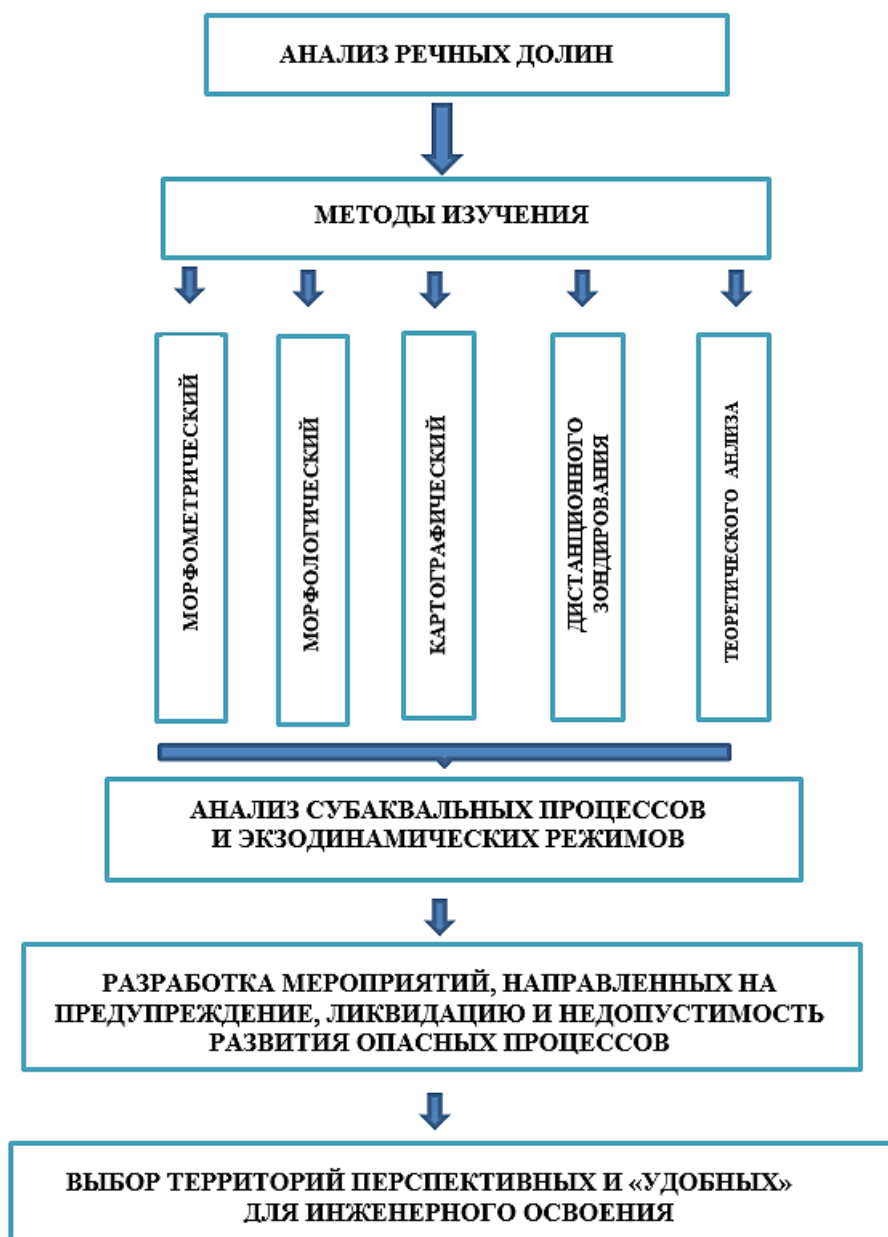 АНАЛИЗ РЕЧНЫХ ДОЛИН
МЕТОДЫ ИЗУЧЕНИЯ
МОРФОМЕТРИЧЕСКИЙ
МОРФОЛОГИЧЕСКИЙ
КАРТОГРАФИЧЕСКИЙ
ДИСТАНЦИОННОГО
ЗОНДИРОВАНИЯ
ТЕОРЕТИЧЕСКОГО АНЛИЗА
АНАЛИЗ СУБАКВАЛЬНЫХ ПРОЦЕССОВ
И ЭКЗОДИНАМИЧЕСКИХ РЕЖИМОВ
РАЗРАБОТКА МЕРОПРИЯТИЙ, НАПРАВЛЕННЫХ НА
ПРЕДУПРЕЖДЕНИЕ, ЛИКВИДАЦИЮ И НЕДОПУСТИМОСТЬ
РАЗВИТИЯ ОПАСНЫХ ПРОЦЕССОВ
ВЫБОР ТЕРРИТОРИЙ ПЕРСПЕКТИВНЫХ И «УДОБНЫХ»
ДЛЯ ИНЖЕНЕРНОГО ОСВОЕНИЯ